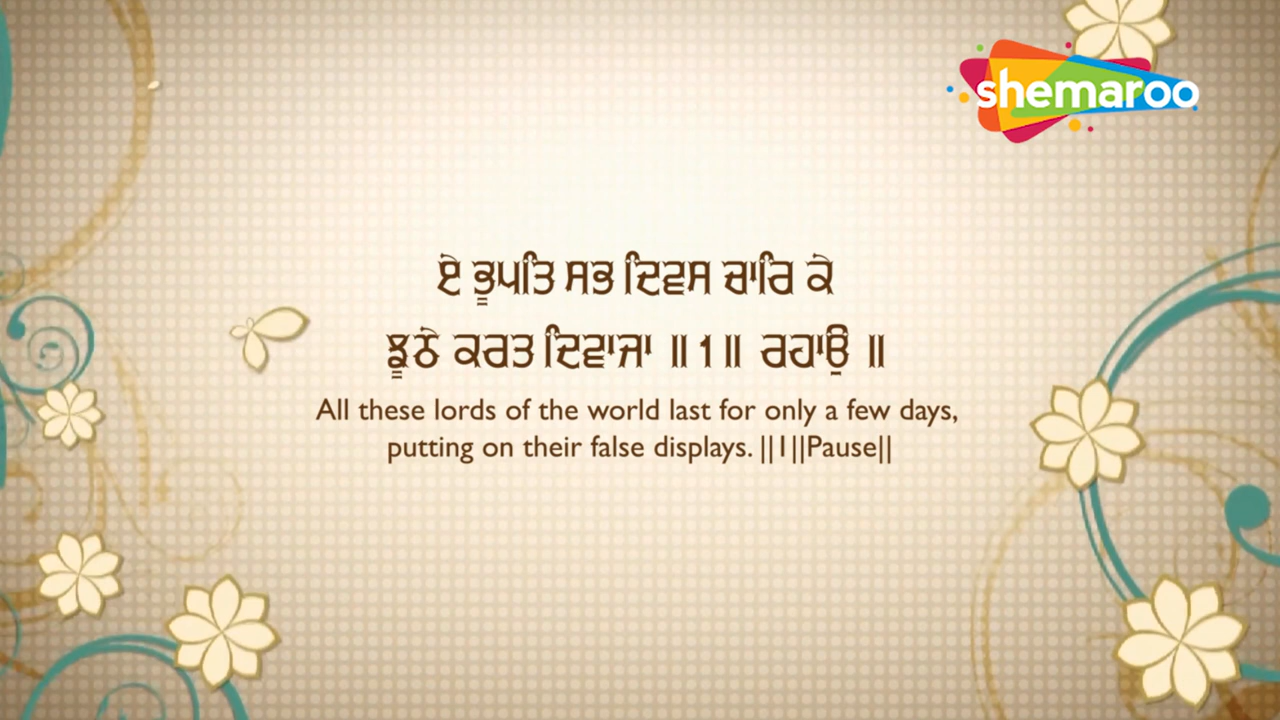 shemaroo
ਏ ਭੂਪਤਿ ਸਭ ਦਿਵਸ ਚਾਰਿ ਕੇ
ਝੂਠੇ ਕਰਤ ਦਿਵਾਜਾ ॥1॥ ਰਹਾਉ ॥
All these lords of the world last for only a few days,
putting on their false displays. ||1||Pause||